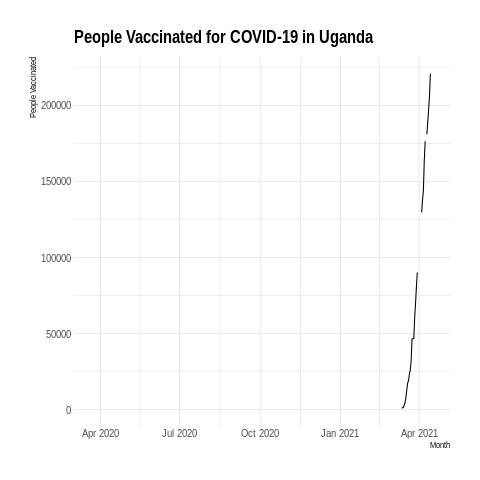 People Vaccinated for COVID-19 in Uganda
People Vaccinated
200000
150000
100000
50000
0
Apr 2020 Jul 2020 Oct 2020 Jan 2021 Apr 2021
Month